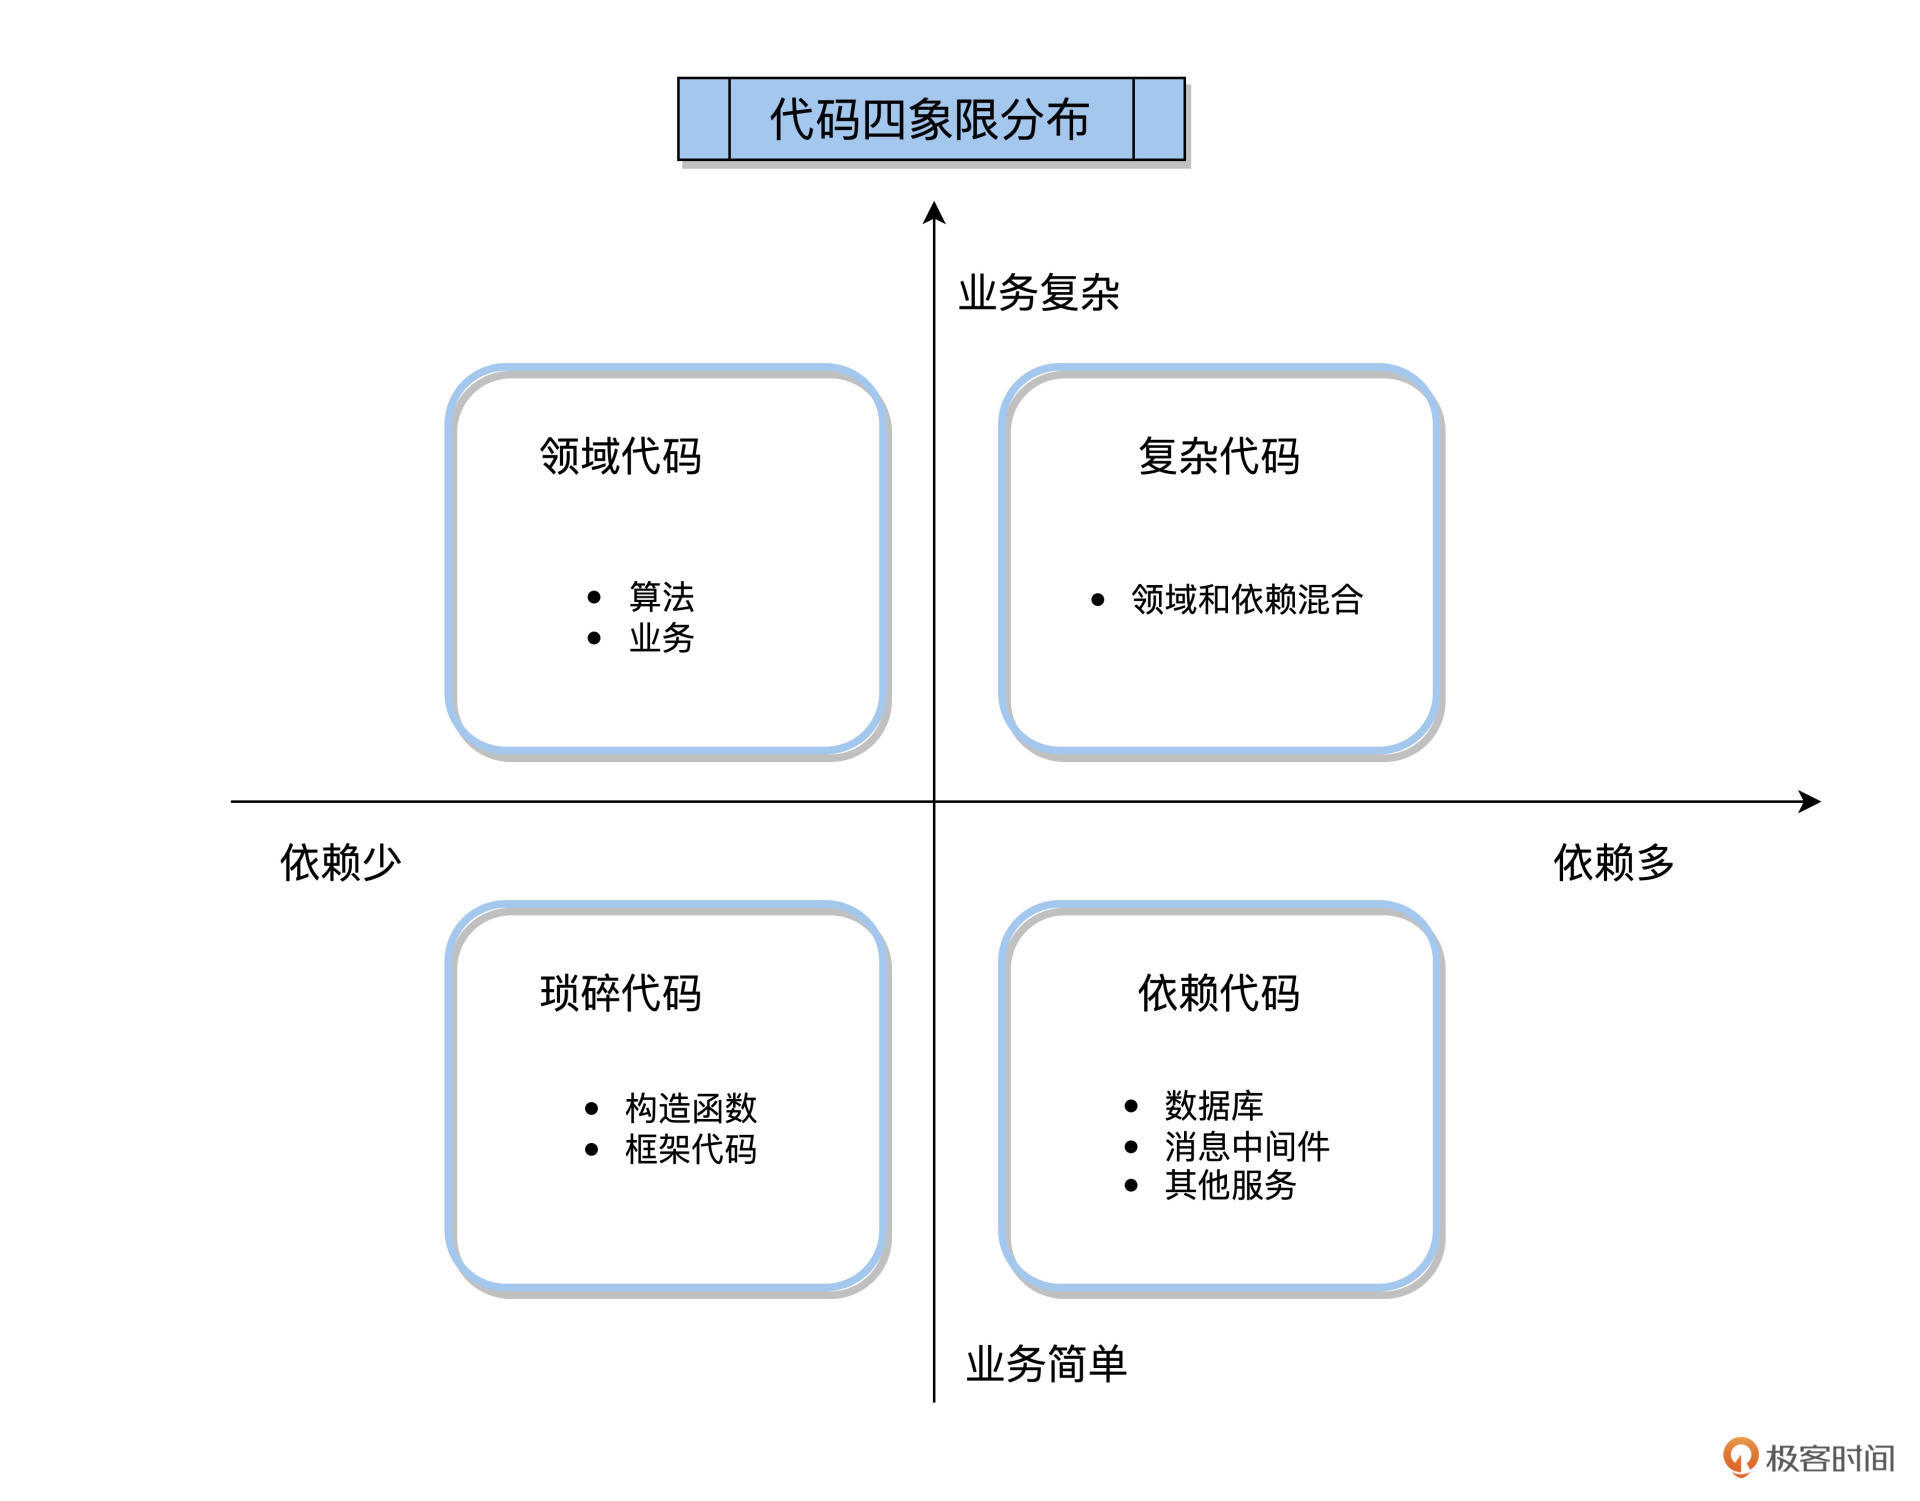 代码四象限分布
业务复杂
领域代码
• 算法
• 业务
复杂代码
• 领域和依赖混合
依赖少
依赖多
琐碎代码
• 构造函数
• 框架代码
依赖代码
• 数据库
• 消息中间件
• 其他服务
业务简单
极客时间